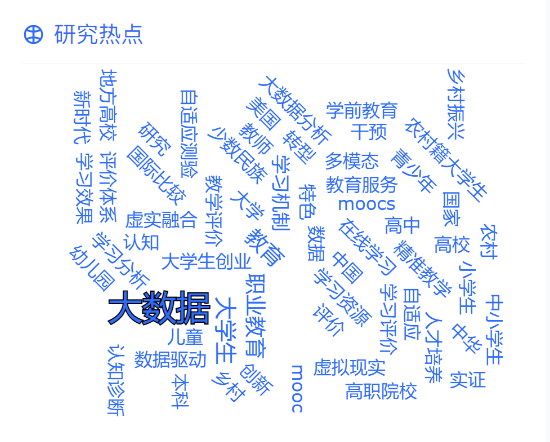 研究热点
大数据分析
乡村振兴
地方高校
新时代
自适应测验
美国
学前教育
研究
教师
转型
干预
农村籍大学生
少数民族
国际比较
学习效果
评价体系
学习机制
多模态
青少年
教学评价
教育服务
特色
moocs
大学
国家
虚实融合
高中
在线学习
数据
农村
认知
教育
高校
学习分析
幼儿园
大学生创业
中国
精准教学
小学生
学习资源
职业教育
大数据
学习评价
自适应
中小学生
大学生
评价
人才培养
中华
儿童
认知诊断
数据驱动
虚拟现实
mooc
创新
乡村
本科
实证
高职院校